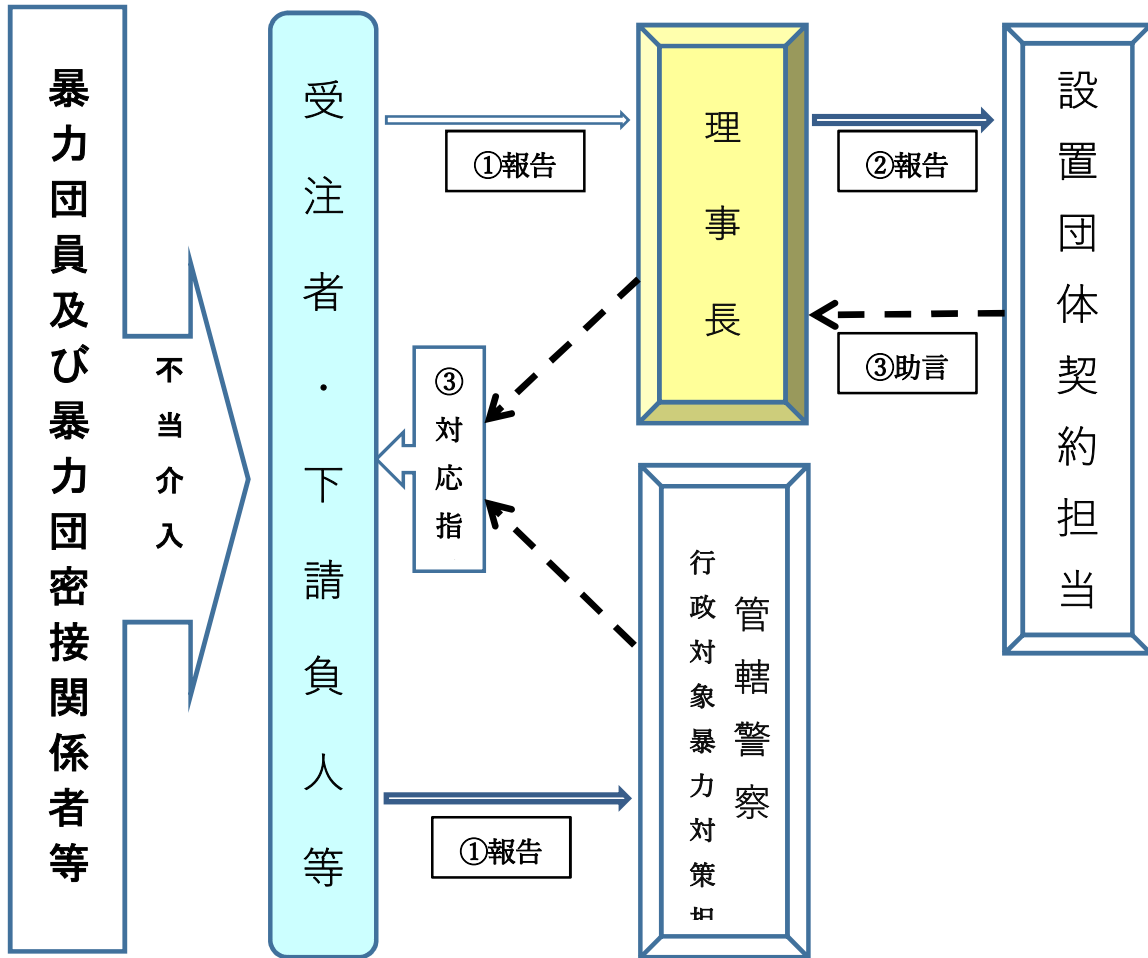 暴力団員及び暴力団密接関係者等
不当介入
受注者・下請負人等
①報告
理事長
②報告
設置団体契約担当
③助言
③対応指
管轄警察
行政対象暴力対策担
①報告